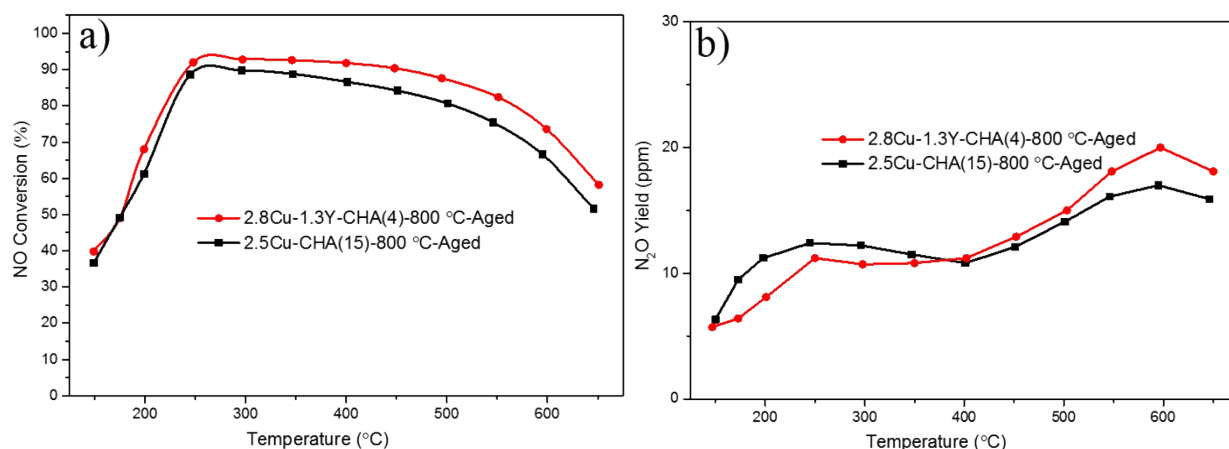 a)
100
90
80
70
60
50
40
30
20
10
0
NO Conversion (%)
2.8Cu-1.3Y-CHA(4)-800 °C-Aged
2.5Cu-CHA(15)-800 °C-Aged
200 300 400 500 600
Temperature (°C)
b)
30
20
10
0
N₂O Yield (ppm)
2.8Cu-1.3Y-CHA(4)-800 °C-Aged
2.5Cu-CHA(15)-800 °C-Aged
200 300 400 500 600
Temperature (°C)